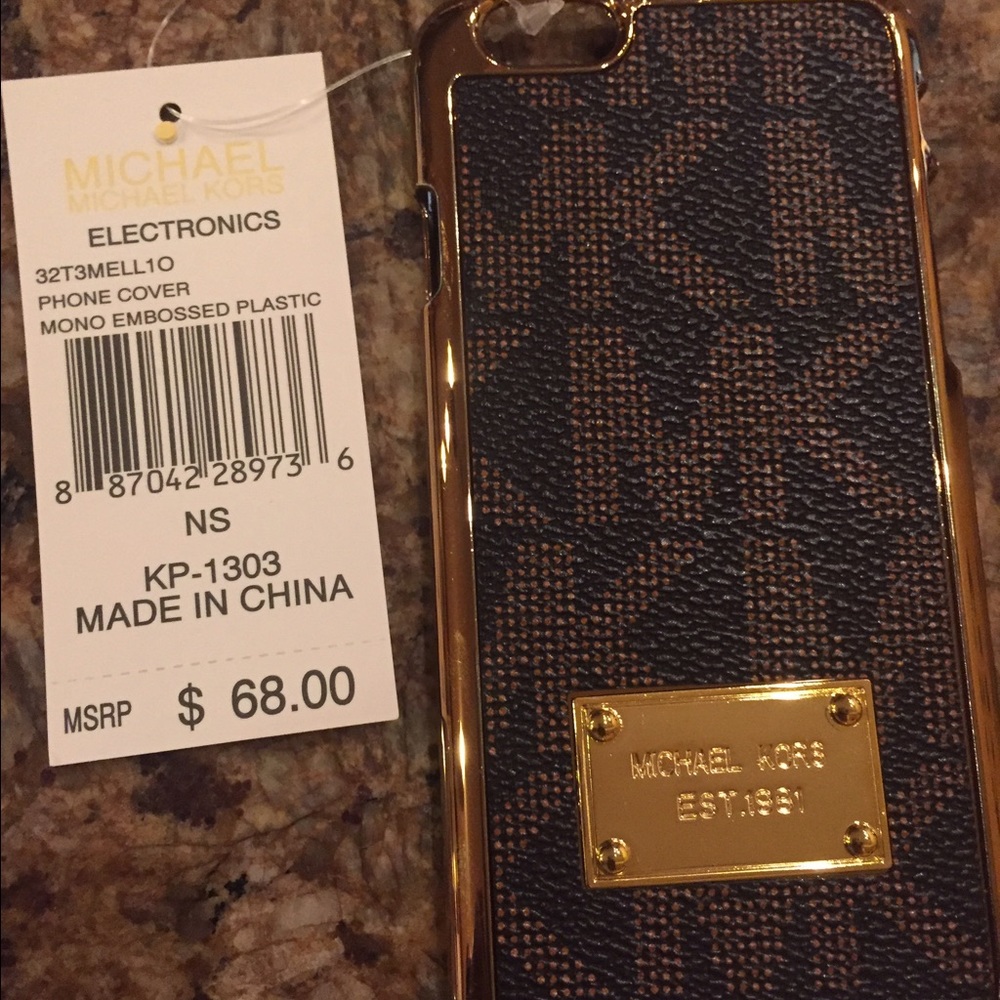 MICHAEL
MICHAEL KORS
ELECTRONICS
32T3MELL1O
PHONE COVER
MONO EMBOSSED PLASTIC
8 87042 28973 6
NS
KP-1303
MADE IN CHINA
MSRP $ 68.00
MICHAEL KORS
EST.1981